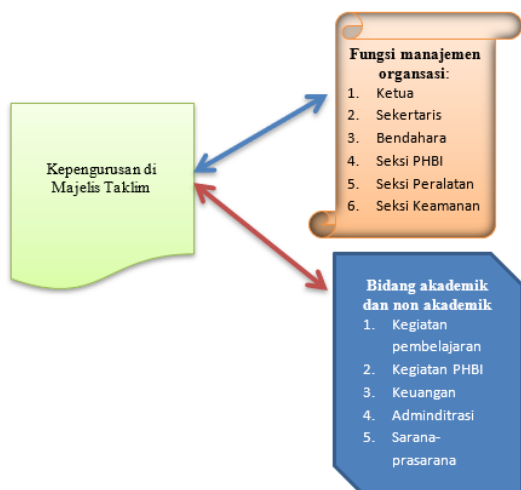 Kepengurusan di
Majelis Taklim
Fungsi manajemen
organsasi:
1. Ketua
2. Sekertaris
3. Bendahara
4. Seksi PHBI
5. Seksi Peralatan
6. Seksi Keamanan
Bidang akademik
dan non akademik
1. Kegiatan
pembelajaran
2. Kegiatan PHBI
3. Keuangan
4. Adminditrasi
5. Sarana-
prasarana